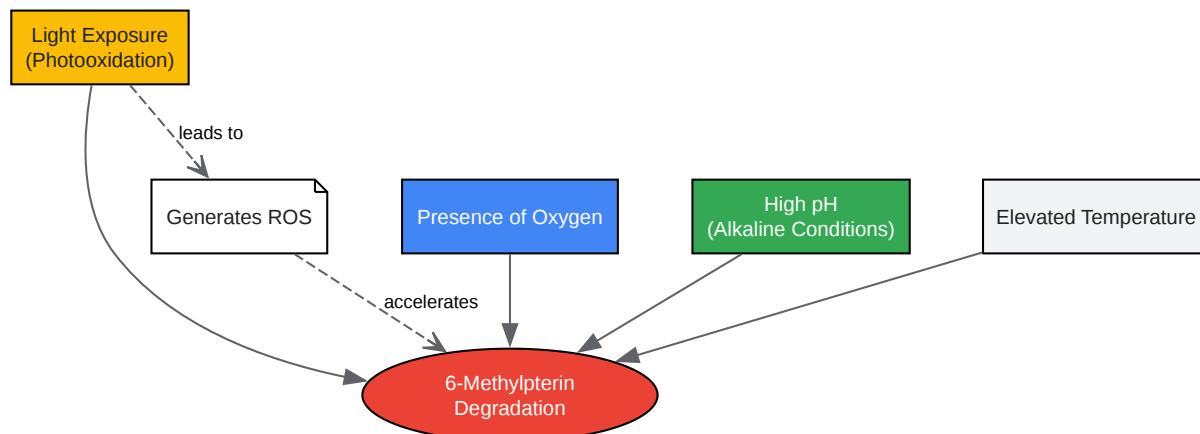 Light Exposure
(Photooxidation)
leads to
Generates ROS
Presence of Oxygen
High pH
(Alkaline Conditions)
Elevated Temperature
accelerates
6-Methylpterin
Degradation